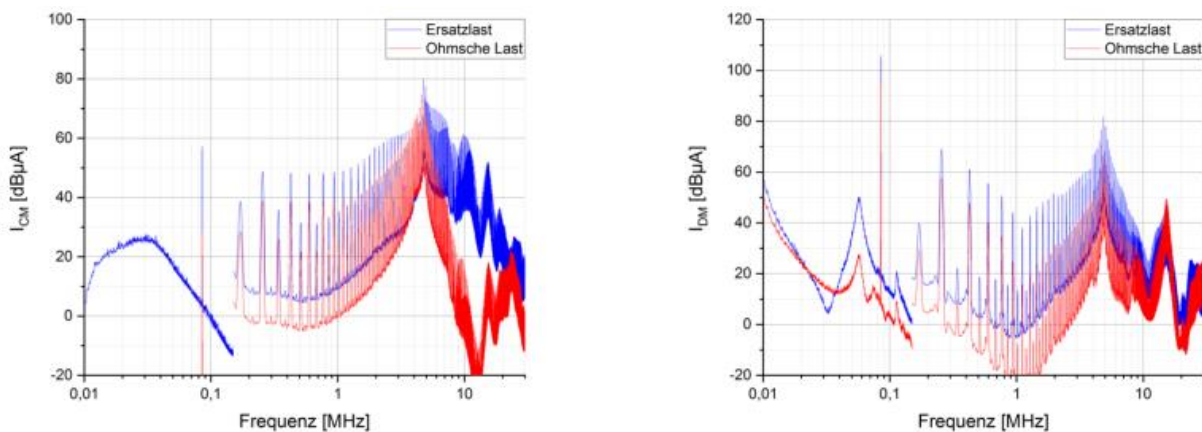 100
80
60
40
20
0
-20
I_CM [dBµA]
0,01
0,1
1
10
Frequenz [MHz]
Ersatzlast
Ohmsche Last
120
100
80
60
40
20
0
-20
I_DM [dBµA]
0,01
0,1
1
10
Frequenz [MHz]
Ersatzlast
Ohmsche Last